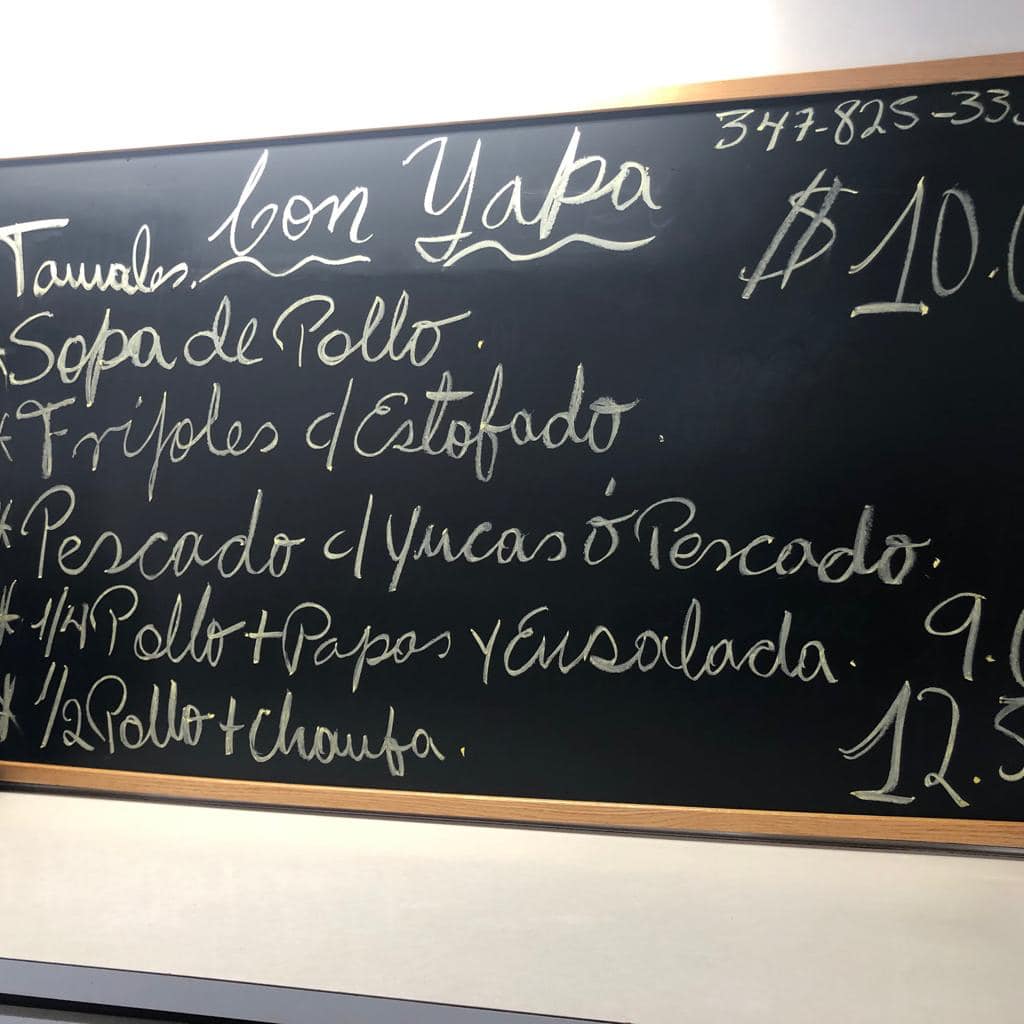 347-825-33
Con Yapa
$10.
Tamales.
*Sopa de Pollo.
*Frijoles c/Estofado.
*Pescado c/Yucas ó Pescado.
*1/4 Pollo + Papas y Ensalada. 9.
*1/2 Pollo + Chaufa. 12.5